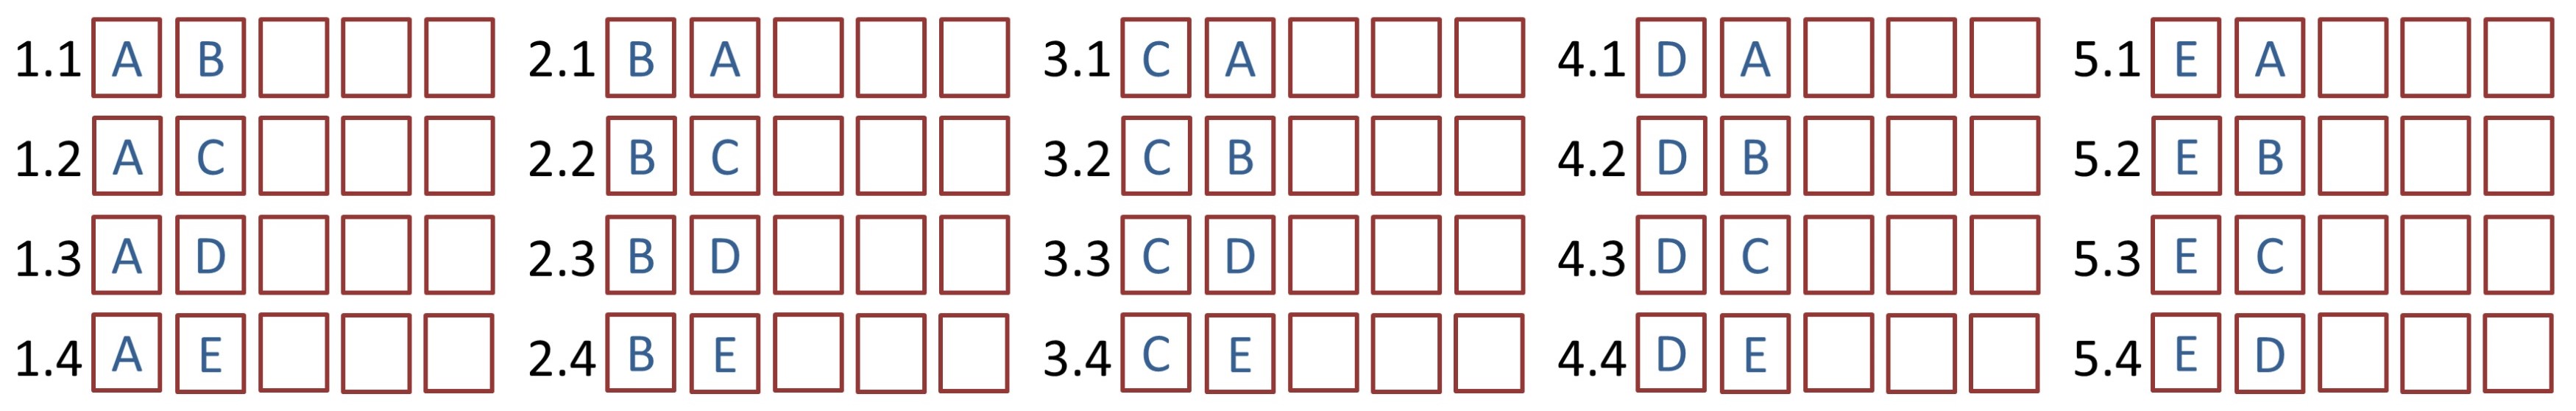 1.1 A B 2.1 B A 3.1 C A 4.1 D A 5.1 E A
1.2 A C 2.2 B C 3.2 C B 4.2 D B 5.2 E B
1.3 A D 2.3 B D 3.3 C D 4.3 D C 5.3 E C
1.4 A E 2.4 B E 3.4 C E 4.4 D E 5.4 E D